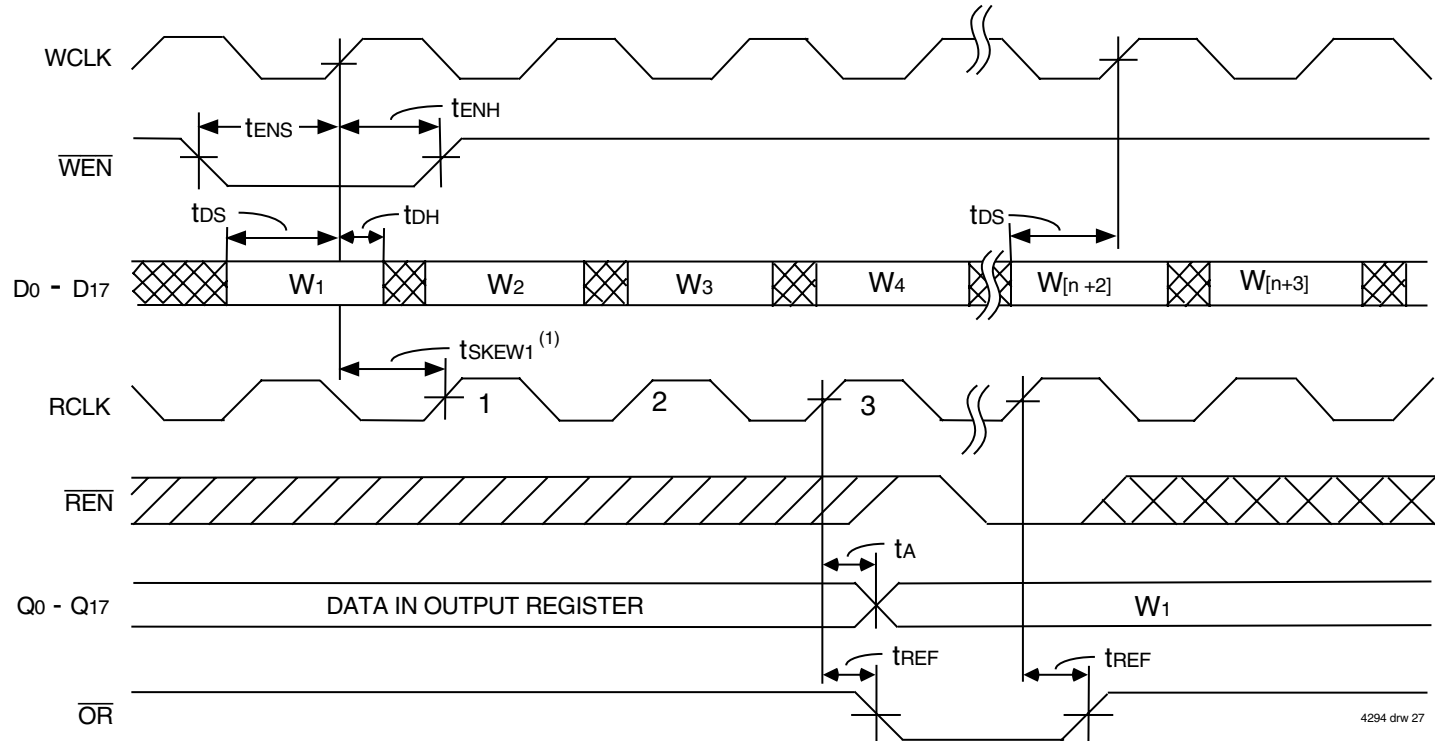 WCLK
tENH
tENS
WEN
tDS
tDH
tDS
D0 - D17
W1
W2
W3
W4
W[n +2]
W[n+3]
tSKEW1 (1)
RCLK
1
2
3
REN
tA
Q0 - Q17
DATA IN OUTPUT REGISTER
W1
tREF
tREF
OR
4294 drw 27